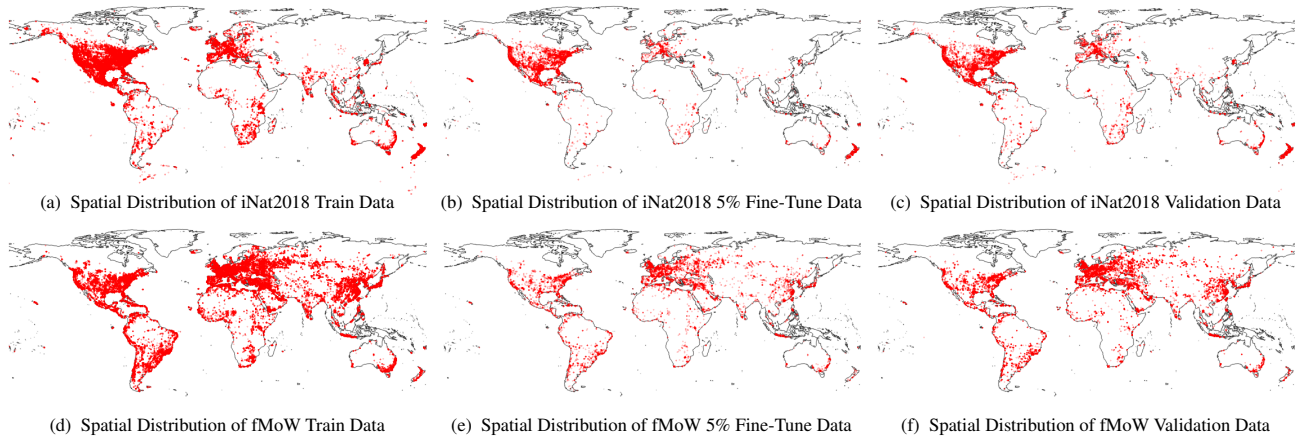 (a) Spatial Distribution of iNat2018 Train Data
(b) Spatial Distribution of iNat2018 5% Fine-Tune Data
(c) Spatial Distribution of iNat2018 Validation Data
(d) Spatial Distribution of fMoW Train Data
(e) Spatial Distribution of fMoW 5% Fine-Tune Data
(f) Spatial Distribution of fMoW Validation Data